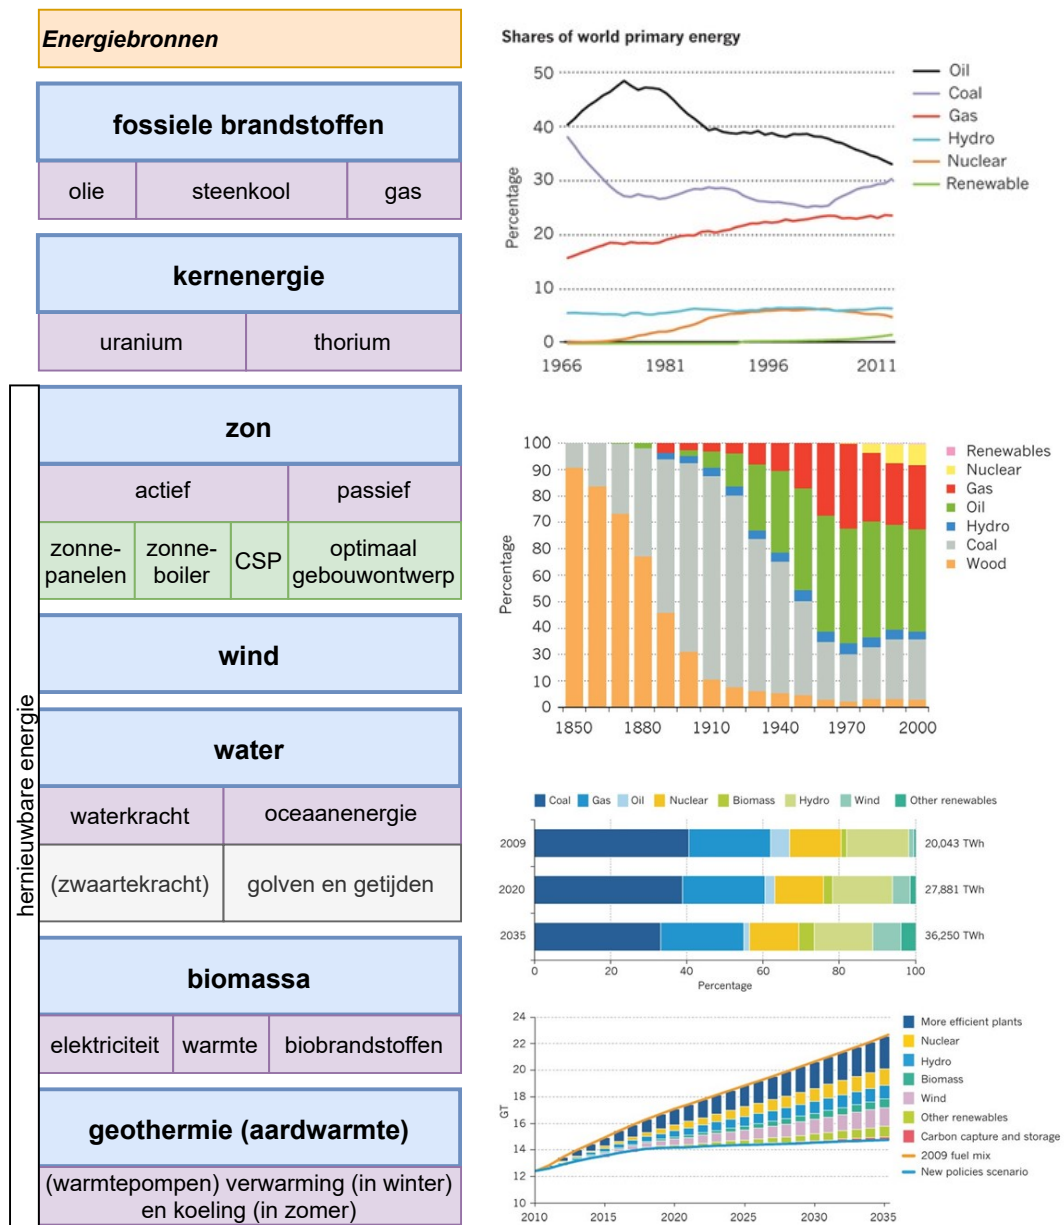 Energiebronnen
fossiele brandstoffen
olie
steenkool
gas
kernenergie
uranium
thorium
hernieuwbare energie
zon
actief
passief
zonne-
panelen
zonne-
boiler
CSP
optimaal
gebouwontwerp
wind
water
waterkracht
oceaanenergie
(zwaartekracht)
golven en getijden
biomassa
elektriciteit
warmte
biobrandstoffen
geothermie (aardwarmte)
(warmtepompen) verwarming (in winter)
en koeling (in zomer)
Shares of world primary energy
Percentage
50
40
30
20
10
0
1966
1981
1996
2011
Oil
Coal
Gas
Hydro
Nuclear
Renewable
Percentage
100
90
80
70
60
50
40
30
10
0
1850
1880
1910
1940
1970
2000
Renewables
Nuclear
Gas
Oil
Hydro
Coal
Wood
Coal
Gas
Oil
Nuclear
Biomass
Hydro
Wind
Other renewables
2009
20,043 TWh
2020
27,881 TWh
2035
36,250 TWh
0
20
40
60
80
100
Percentage
GT
24
22
20
18
16
14
12
10
2010
2015
2020
2025
2030
2035
More efficient plants
Nuclear
Hydro
Biomass
Wind
Other renewables
Carbon capture and storage
2009 fuel mix
New policies scenario